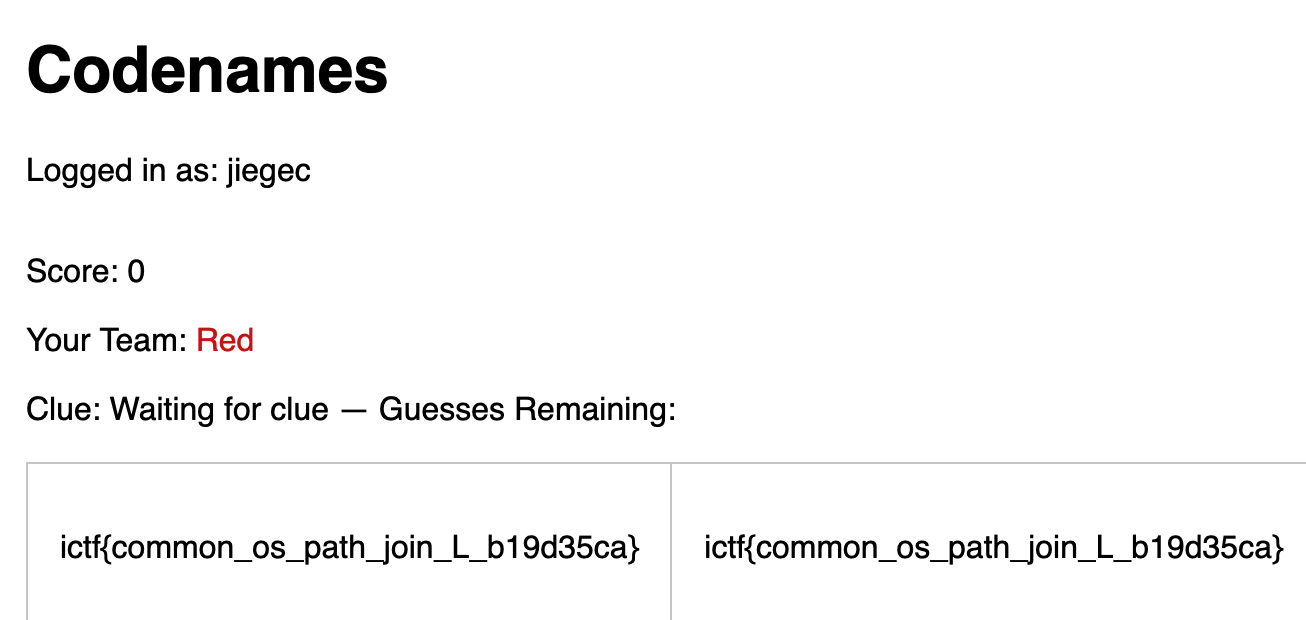 Codenames
Logged in as: jiegec
Score: 0
Your Team: Red
Clue: Waiting for clue — Guesses Remaining:
ictf{common_os_path_join_L_b19d35ca} ictf{common_os_path_join_L_b19d35ca}